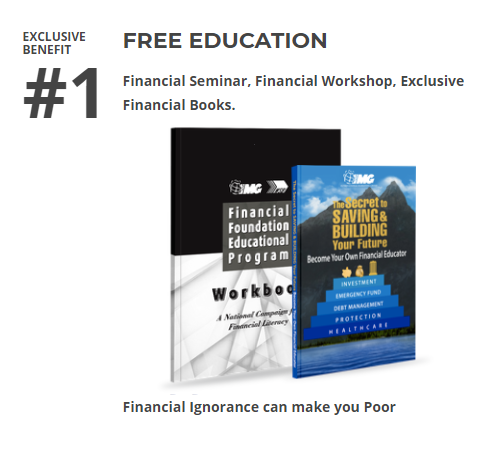 EXCLUSIVE
BENEFIT
#1
FREE EDUCATION
Financial Seminar, Financial Workshop, Exclusive
Financial Books.
IMG
Financial
Foundation
Educational
Program
Workboo
A National Campaign f
Financial Literacy
IMG
The Secret to
SAVING &
BUILDING
Your Future
Become Your Own Financial Educator
INVESTMENT
EMERGENCY FUND
DEBT MANAGEMENT
PROTECTION
HEALTHCARE
Financial Ignorance can make you Poor